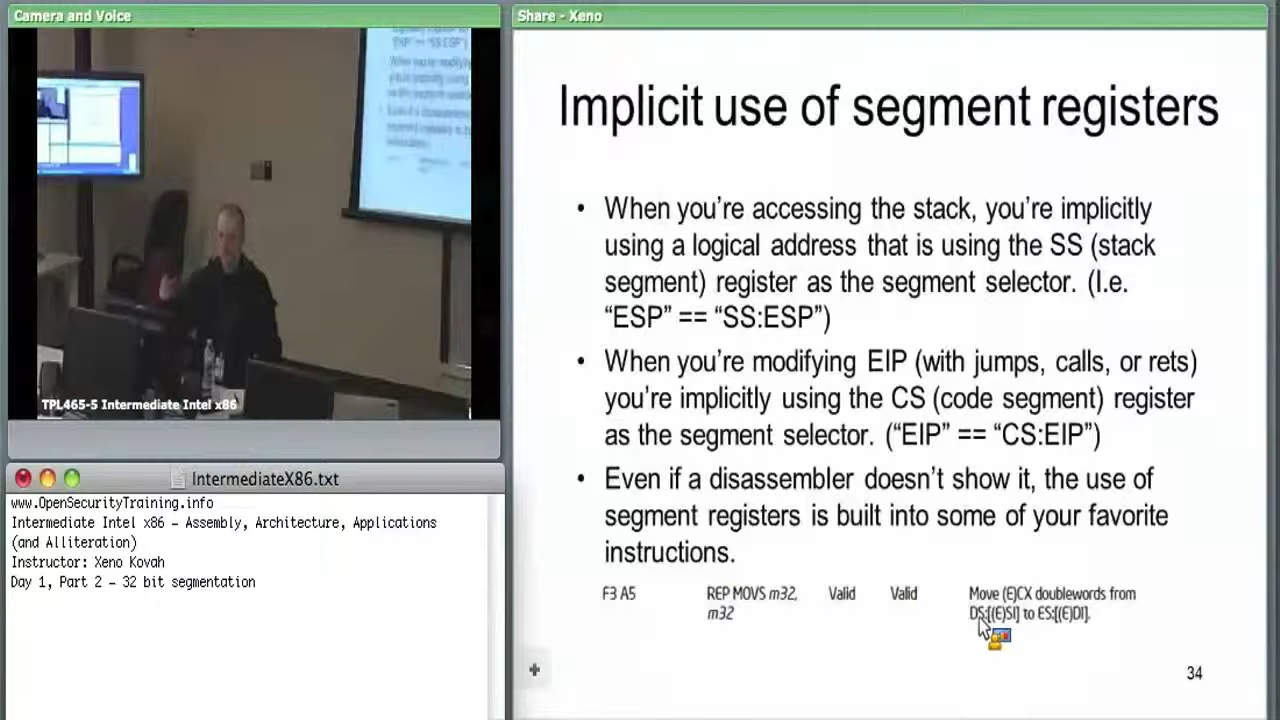 Camera and Voice
TPL465-5 Intermediate Intel x86
IntermediateX86.txt
www.OpenSecurityTraining.info
Intermediate Intel x86 – Assembly, Architecture, Applications
(and Alliteration)
Instructor: Xeno Kovah
Day 1, Part 2 – 32 bit segmentation
Share - Xeno
Implicit use of segment registers
• When you're accessing the stack, you're implicitly
using a logical address that is using the SS (stack
segment) register as the segment selector. (I.e.
“ESP” == “SS:ESP”)
• When you're modifying EIP (with jumps, calls, or rets)
you're implicitly using the CS (code segment) register
as the segment selector. (“EIP” == “CS:EIP”)
• Even if a disassembler doesn't show it, the use of
segment registers is built into some of your favorite
instructions.
F3 A5 REP MOVS m32, Valid Valid Move (E)CX doublewords from
m32 DS:[(E)SI] to ES:[(E)DI].
34